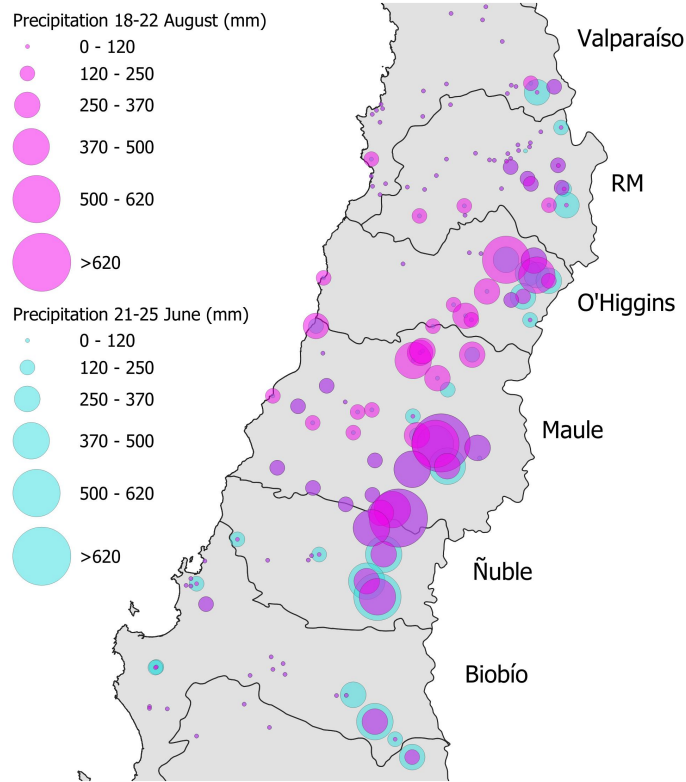 Precipitation 18-22 August (mm)
0 - 120
120 - 250
250 - 370
370 - 500
500 - 620
>620
Precipitation 21-25 June (mm)
0 - 120
120 - 250
250 - 370
370 - 500
500 - 620
>620
Valparaíso
RM
O'Higgins
Maule
Ñuble
Biobío